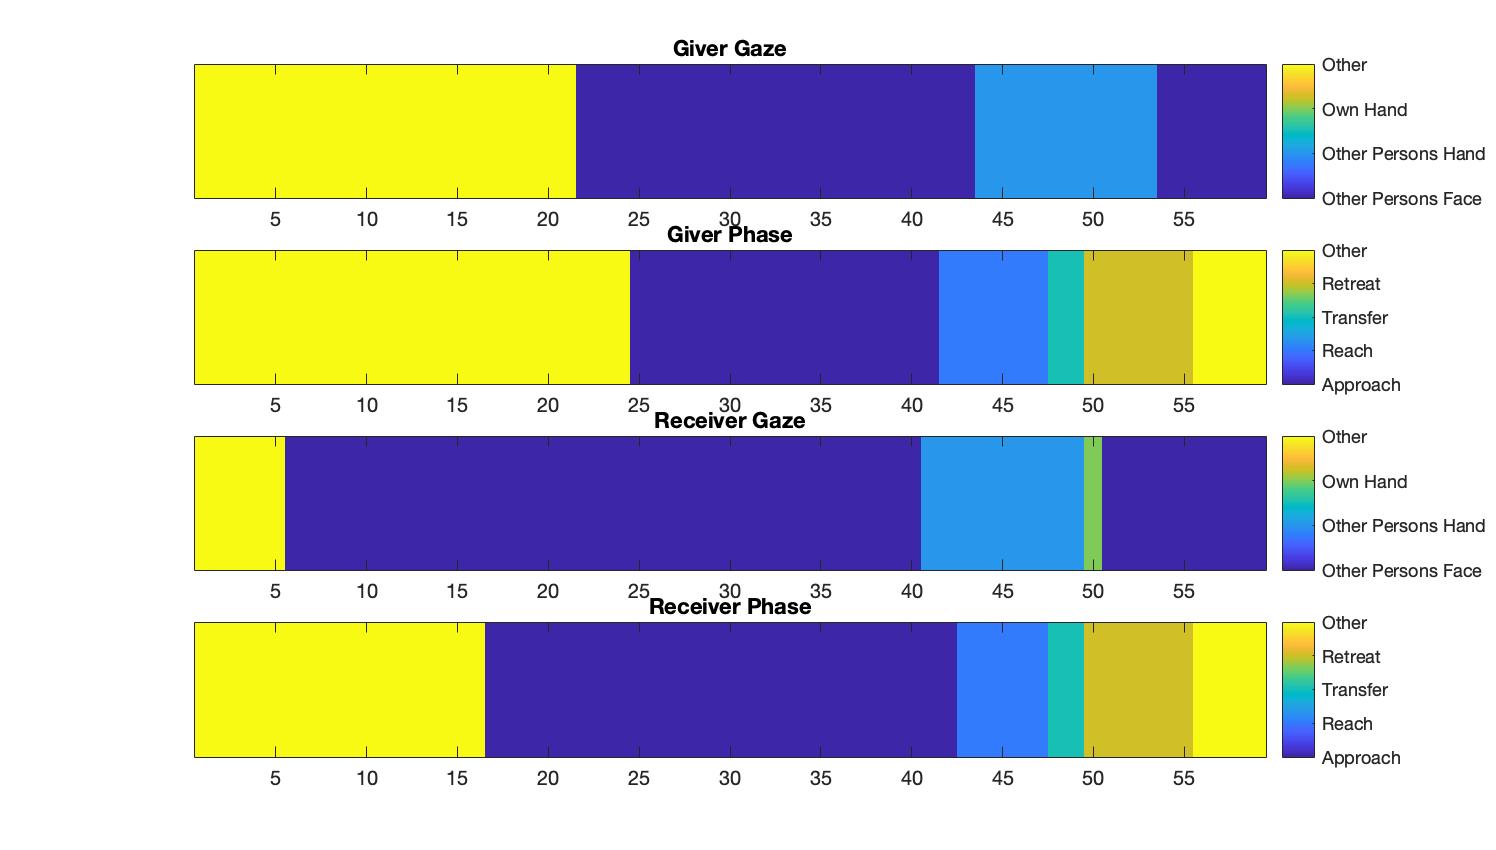 Giver Gaze
Other
Own Hand
Other Persons Hand
Other Persons Face
5 10 15 20 25 30 35 40 45 50 55
Giver Phase
Other
Retreat
Transfer
Reach
Approach
5 10 15 20 25 30 35 40 45 50 55
Receiver Gaze
Other
Own Hand
Other Persons Hand
Other Persons Face
5 10 15 20 25 30 35 40 45 50 55
Receiver Phase
Other
Retreat
Transfer
Reach
Approach
5 10 15 20 25 30 35 40 45 50 55